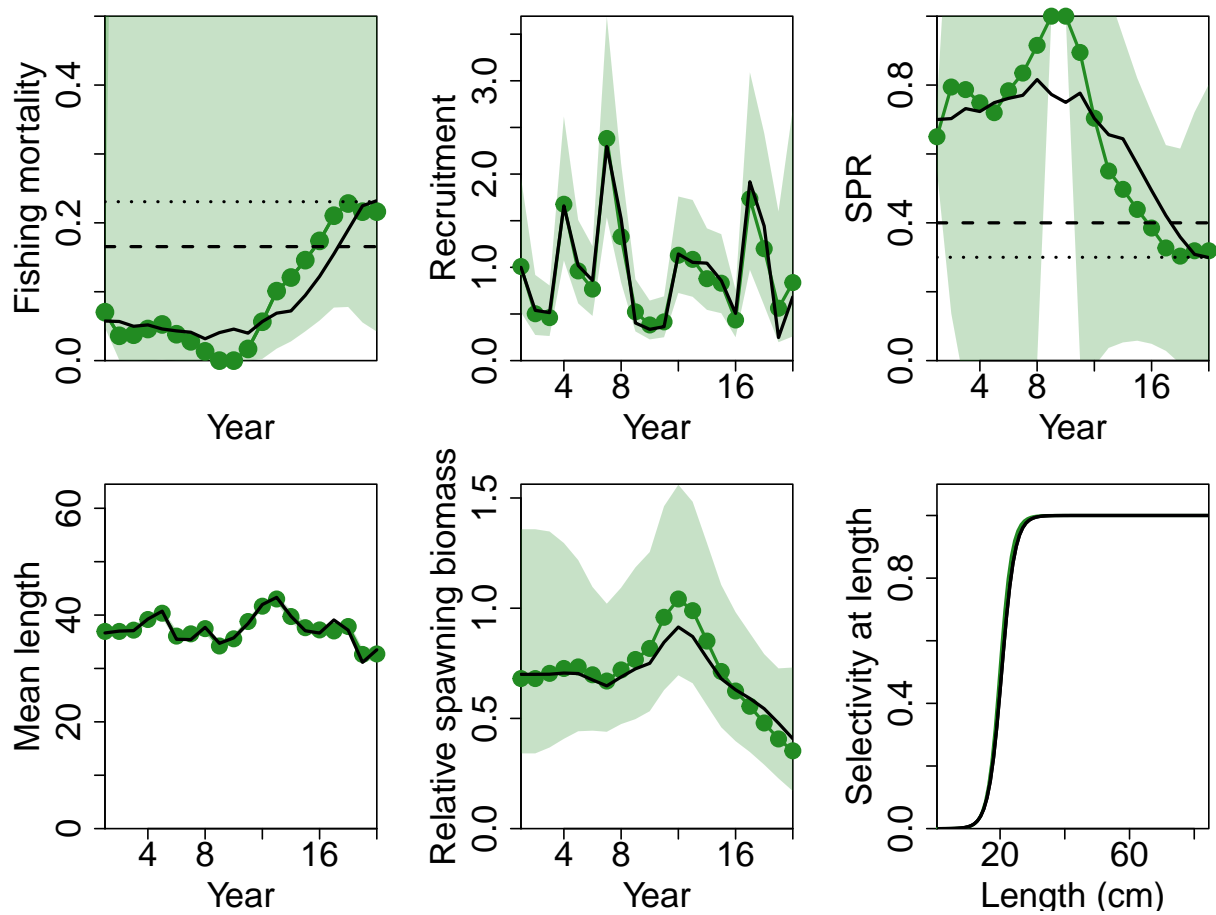 Fishing mortality
0.0 0.2 0.4
Year
Recruitment
0.0 1.0 2.0 3.0
4 8 16
Year
SPR
0.0 0.4 0.8
4 8 16
Year
Mean length
0 20 40 60
4 8 16
Year
Relative spawning biomass
0.0 0.5 1.0 1.5
4 8 16
Year
Selectivity at length
0.0 0.4 0.8
20 60
Length (cm)